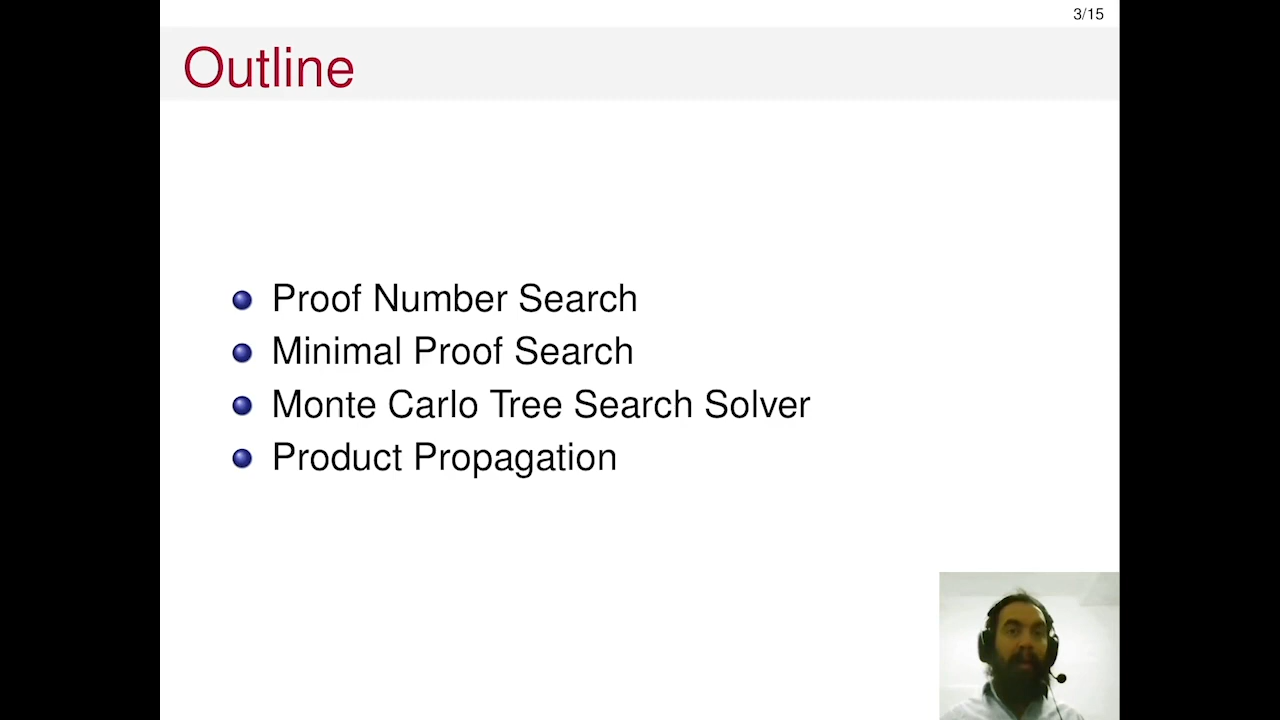 3/15
Outline
Proof Number Search
Minimal Proof Search
Monte Carlo Tree Search Solver
Product Propagation